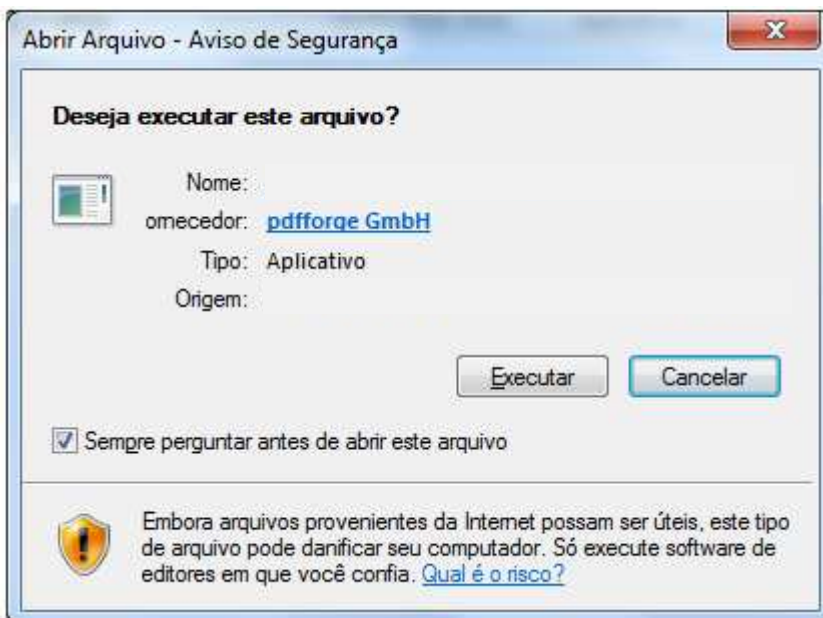 Abrir Arquivo - Aviso de Segurança
Deseja executar este arquivo?
Nome:
ornecedor: pdfforge GmbH
Tipo: Aplicativo
Origem:
Executar Cancelar
Sempre perguntar antes de abrir este arquivo
Embora arquivos provenientes da Internet possam ser úteis, este tipo
de arquivo pode danificar seu computador. Só execute software de
editores em que você confia. Qual é o risco?